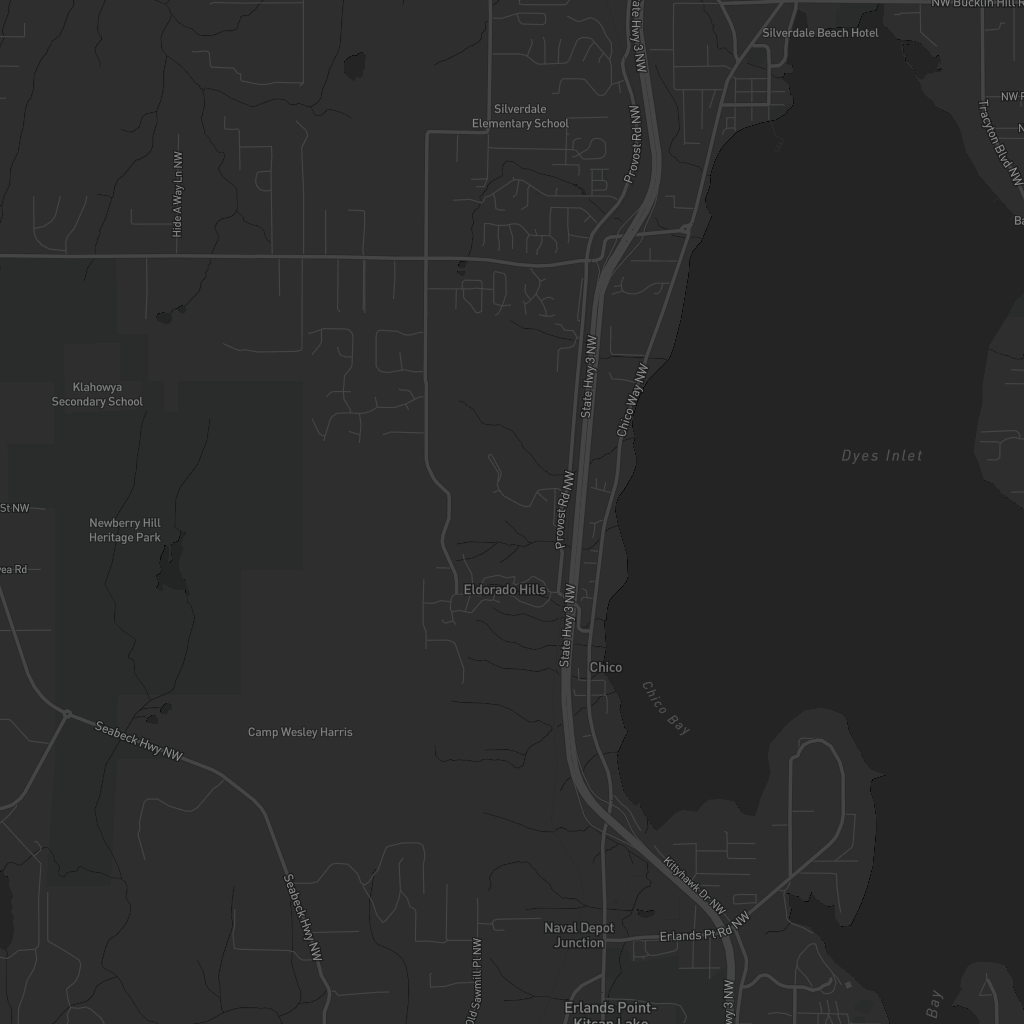 NW Bucklin Hill R
Silverdale Beach Hotel
ate Hwy 3 NW
NW
Silverdale
Elementary School
Provost Rd NW
Tracyton Blvd NW
N
Hide A Way Ln NW
Ba
State Hwy 3 NW
Klahowya
Secondary School
Chico Way NW
Dyes Inlet
St NW
Newberry Hill
Heritage Park
Provost Rd NW
ea Rd
Eldorado Hills
State Hwy 3 NW
Chico
Chico Bay
Seabeck Hwy NW
Camp Wesley Harris
Kittyhawk Dr NW
Seabeck Hwy NW
Naval Depot
Junction
Erlands Pt Rd NW
Old Sawmill Pl NW
Erlands Point-
Kitsap Lake
wy 3 NW
Bay